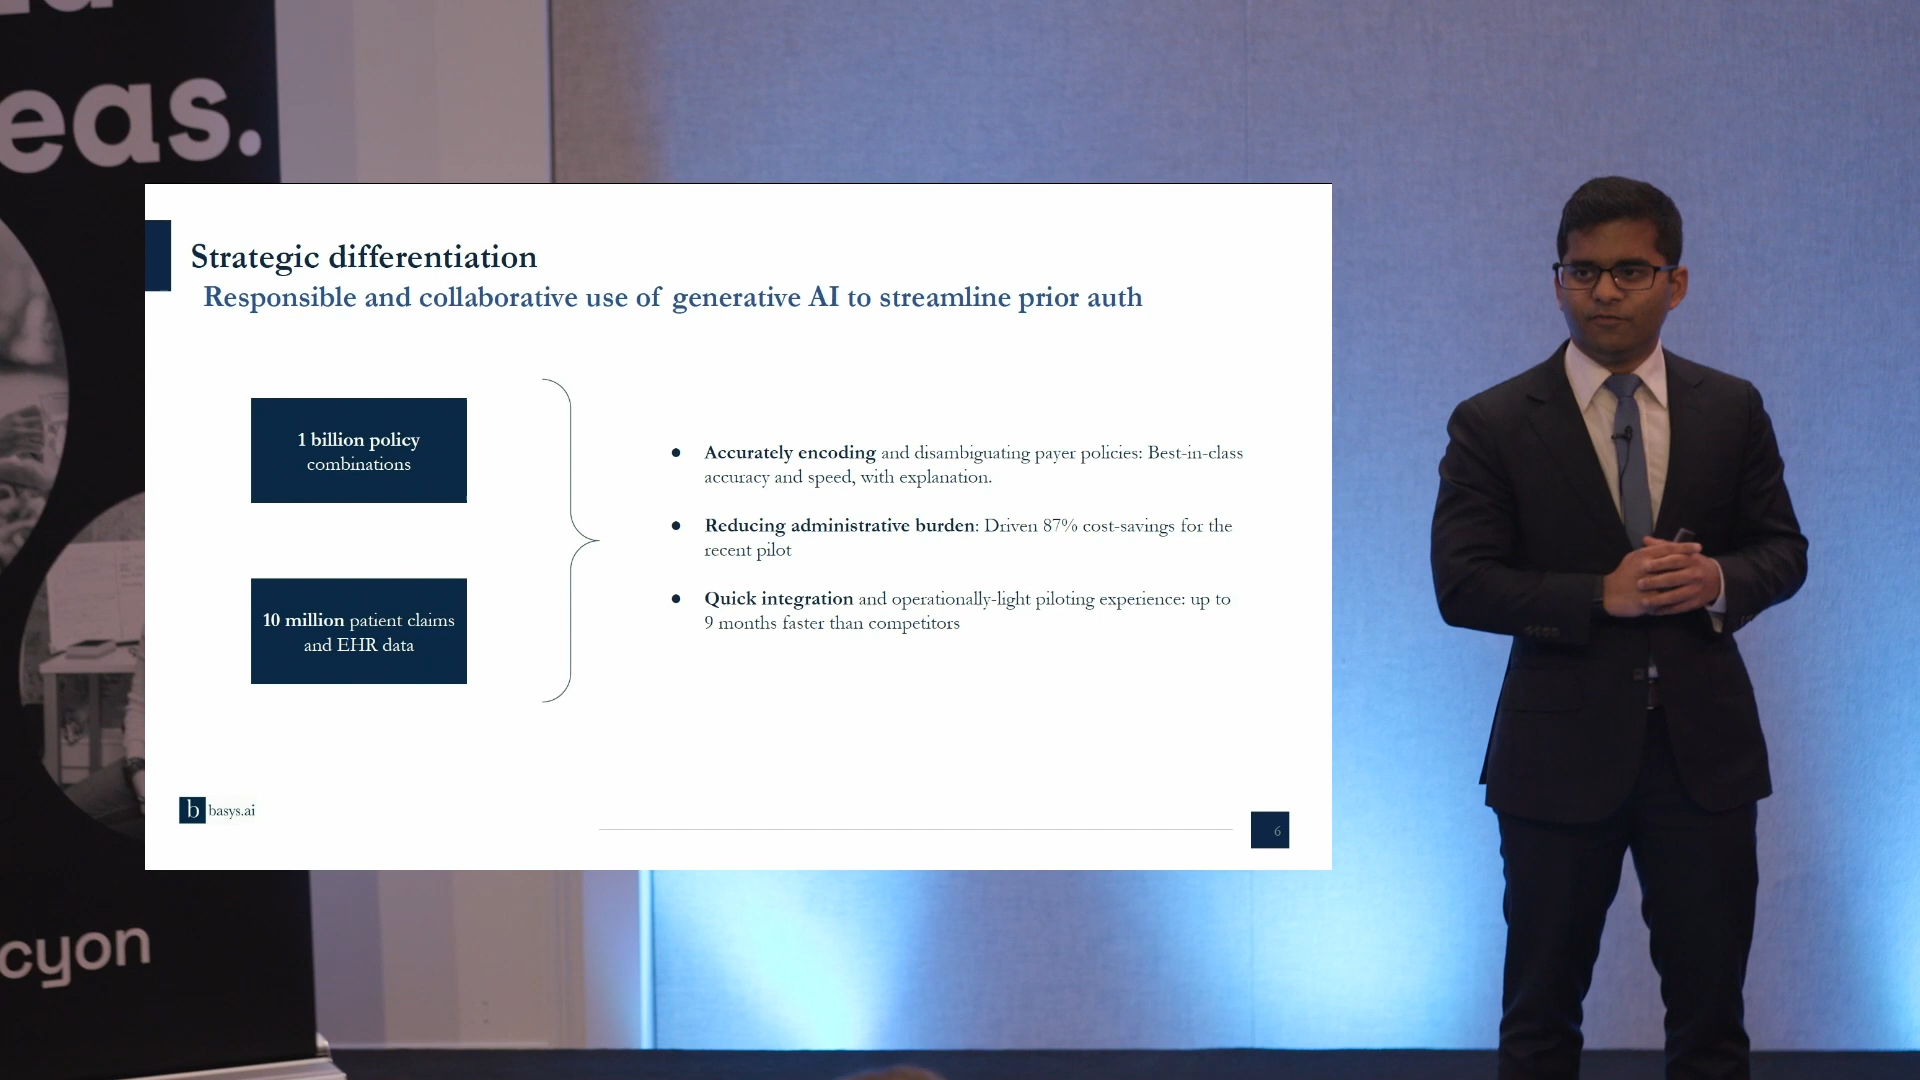 eas.
Strategic differentiation
Responsible and collaborative use of generative AI to streamline prior auth
1 billion policy
combinations
10 million patient claims
and EHR data
● Accurately encoding and disambiguating payer policies: Best-in-class
accuracy and speed, with explanation.
● Reducing administrative burden: Driven 87% cost-savings for the
recent pilot
● Quick integration and operationally-light piloting experience: up to
9 months faster than competitors
b basys.ai
6
cyon